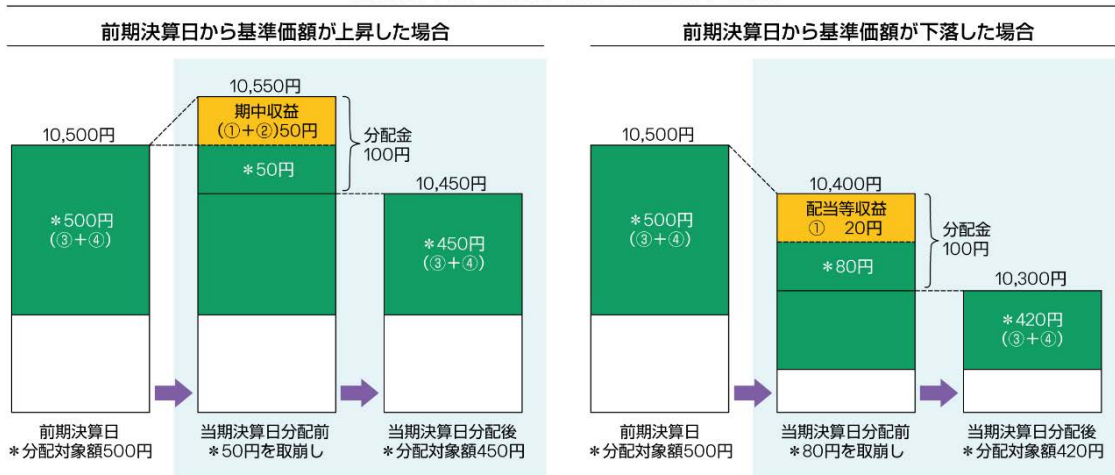 前期決算日から基準価額が上昇した場合
10,500円
＊500円
(③＋④)
10,550円
期中収益
(①＋②)50円
＊50円
分配金
100円
10,450円
＊450円
(③＋④)
前期決算日
＊分配対象額500円
当期決算日分配前
＊50円を取崩し
当期決算日分配後
＊分配対象額450円
前期決算日から基準価額が下落した場合
10,500円
＊500円
(③＋④)
10,400円
配当等収益
①　20円
＊80円
分配金
100円
10,300円
＊420円
(③＋④)
前期決算日
＊分配対象額500円
当期決算日分配前
＊80円を取崩し
当期決算日分配後
＊分配対象額420円